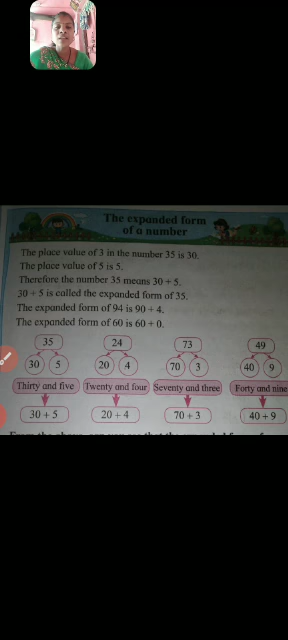 The expanded form
of a number
The place value of 3 in the number 35 is 30.
The place value of 5 is 5.
Therefore the number 35 means 30 + 5.
30 + 5 is called the expanded form of 35.
The expanded form of 94 is 90 + 4.
The expanded form of 60 is 60 + 0.
35 24 73 49
30 5 20 4 70 3 40 9
Thirty and five Twenty and four Seventy and three Forty and nine
30 + 5 20 + 4 70 + 3 40 + 9